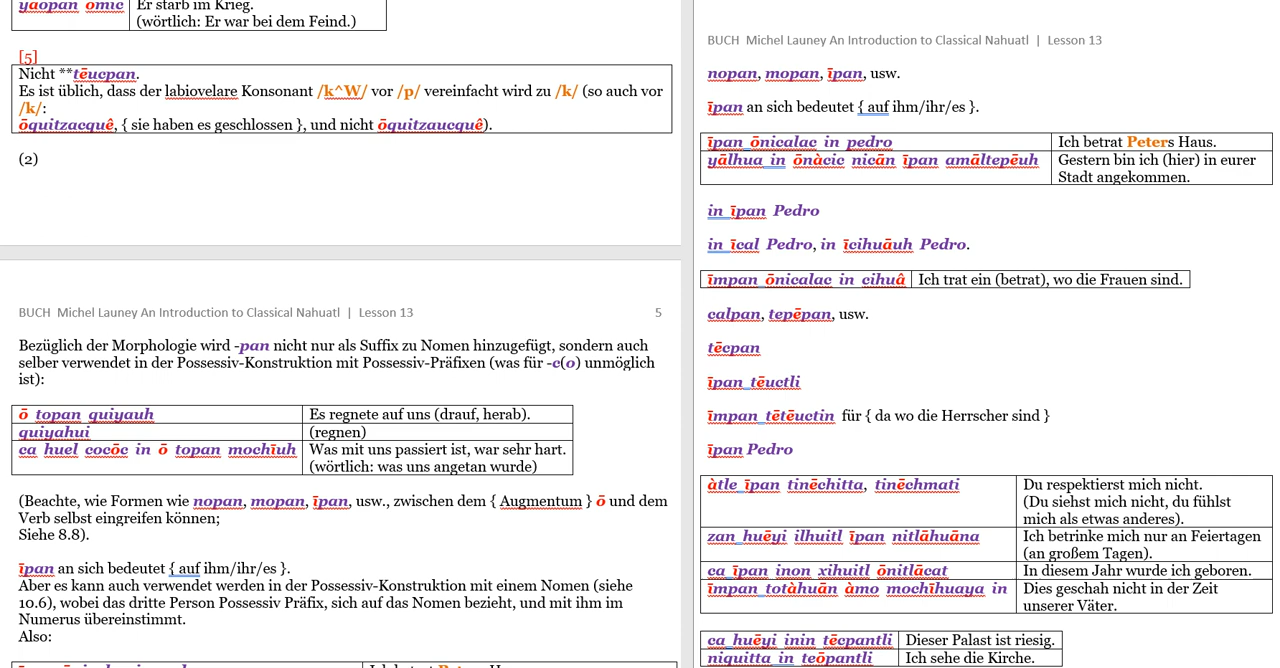 yāopan ōmic Er starb im Krieg.
(wörtlich: Er war bei dem Feind.)
[5]
Nicht **tēucpan.
Es ist üblich, dass der labiovelare Konsonant /k^W/ vor /p/ vereinfacht wird zu /k/ (so auch vor
/k/:
ōquitzacquê, { sie haben es geschlossen }, und nicht ōquitzaucquê).
(2)
BUCH Michel Launey An Introduction to Classical Nahuatl | Lesson 13 5
Bezüglich der Morphologie wird -pan nicht nur als Suffix zu Nomen hinzugefügt, sondern auch
selber verwendet in der Possessiv-Konstruktion mit Possessiv-Präfixen (was für -c(o) unmöglich
ist):
ō topan quiyauh Es regnete auf uns (drauf, herab).
quiyahui (regnen)
ca huel cocōc in ō topan mochīuh Was mit uns passiert ist, war sehr hart.
(wörtlich: was uns angetan wurde)
(Beachte, wie Formen wie nopan, mopan, īpan, usw., zwischen dem { Augmentum } ō und dem
Verb selbst eingreifen können;
Siehe 8.8).
īpan an sich bedeutet { auf ihm/ihr/es }.
Aber es kann auch verwendet werden in der Possessiv-Konstruktion mit einem Nomen (siehe
10.6), wobei das dritte Person Possessiv Präfix, sich auf das Nomen bezieht, und mit ihm im
Numerus übereinstimmt.
Also:
BUCH Michel Launey An Introduction to Classical Nahuatl | Lesson 13
nopan, mopan, īpan, usw.
īpan an sich bedeutet { auf ihm/ihr/es }.
īpan ōnicalac in pedro Ich betrat Peters Haus.
yālhua in ōnàcic nicān īpan amāltepēuh Gestern bin ich (hier) in eurer
Stadt angekommen.
in īpan Pedro
in īcal Pedro, in īcihuāuh Pedro.
īmpan ōnicalac in cihuâ Ich trat ein (betrat), wo die Frauen sind.
calpan, tepēpan, usw.
tēcpan
īpan tēuctli
īmpan tētēuctin für { da wo die Herrscher sind }
īpan Pedro
àtle īpan tinēchitta, tinēchmati Du respektierst mich nicht.
(Du siehst mich nicht, du fühlst
mich als etwas anderes).
zan huēyi ilhuitl īpan nitlāhuāna Ich betrinke mich nur an Feiertagen
(an großem Tagen).
ca īpan inon xihuitl ōnitlācat In diesem Jahr wurde ich geboren.
īmpan totàhuān àmo mochīhuaya in Dies geschah nicht in der Zeit
unserer Väter.
ca huēyi inin tēcpantli Dieser Palast ist riesig.
niquitta in teōpantli Ich sehe die Kirche.